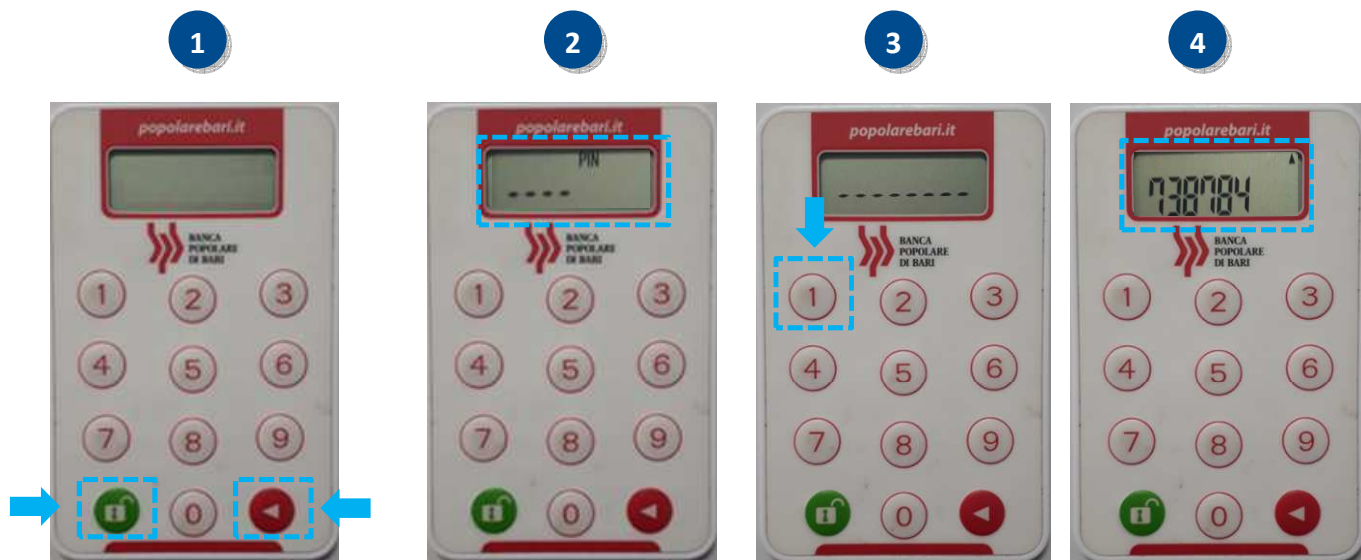 1
2
3
4
popolarebari.it
BANCA
POPOLARE
DI BARI
1 2 3
4 5 6
7 8 9
0
popolarebari.it
PIN
- - - -
BANCA
POPOLARE
DI BARI
1 2 3
4 5 6
7 8 9
0
popolarebari.it
- - - - - - - -
BANCA
POPOLARE
DI BARI
1 2 3
4 5 6
7 8 9
0
popolarebari.it
738784
BANCA
POPOLARE
DI BARI
1 2 3
4 5 6
7 8 9
0